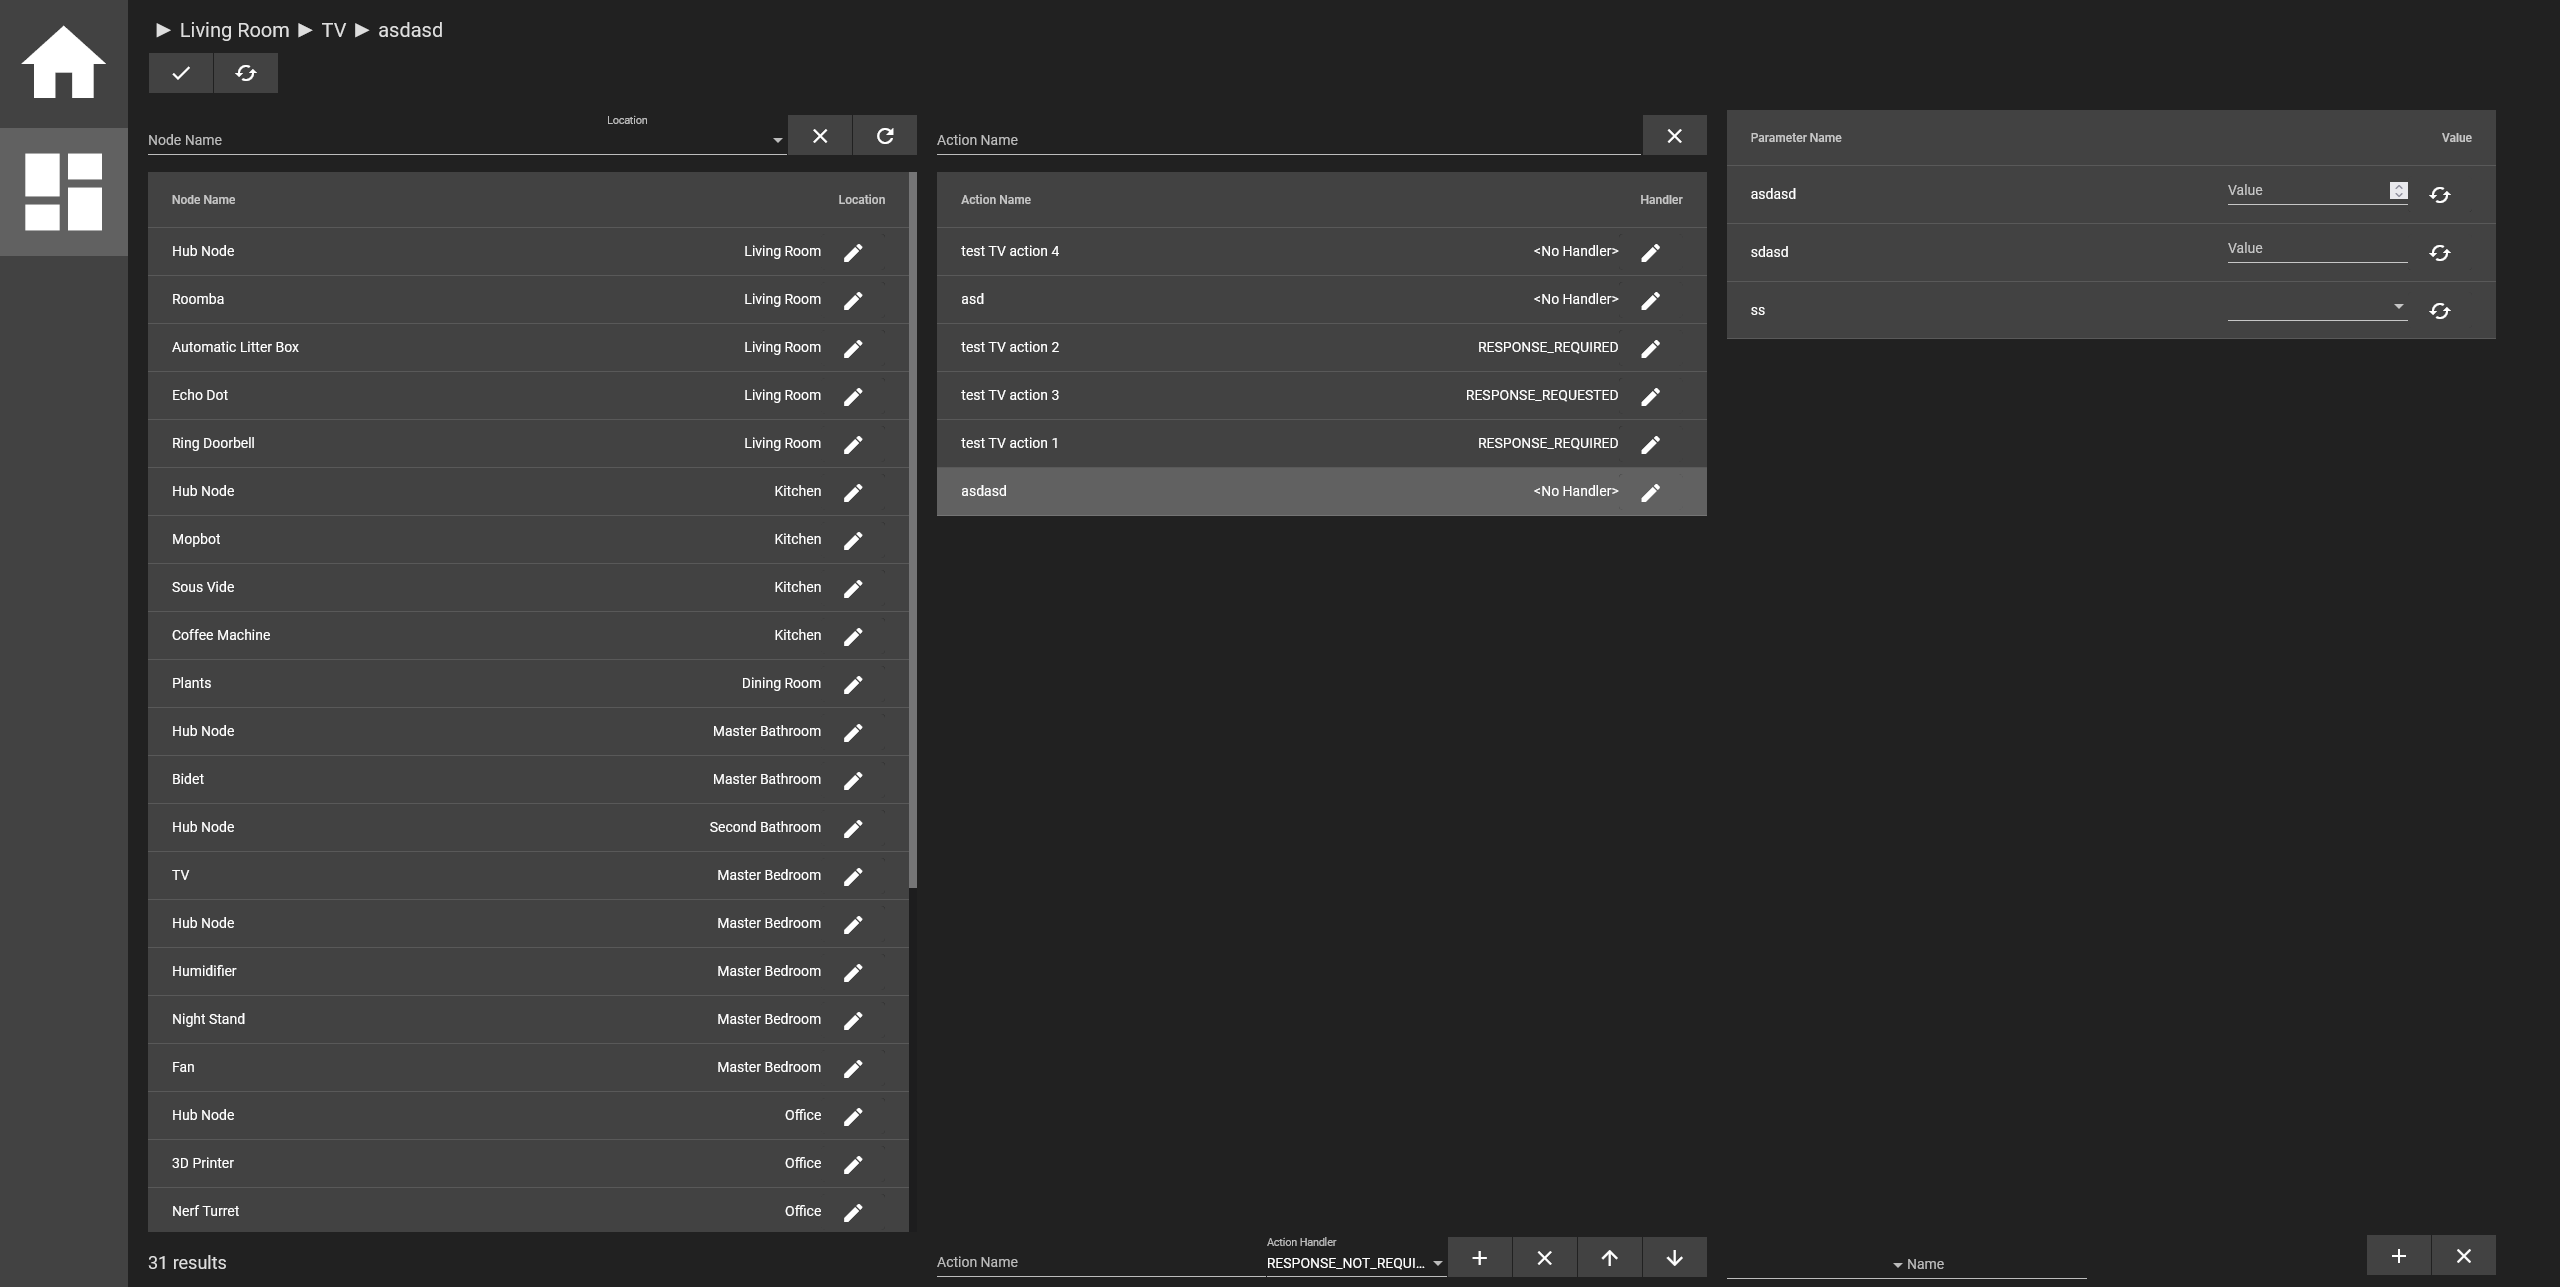 ► Living Room ► TV ► asdasd
Location
Node Name
Node Name Location
Hub Node Living Room
Roomba Living Room
Automatic Litter Box Living Room
Echo Dot Living Room
Ring Doorbell Living Room
Hub Node Kitchen
Mopbot Kitchen
Sous Vide Kitchen
Coffee Machine Kitchen
Plants Dining Room
Hub Node Master Bathroom
Bidet Master Bathroom
Hub Node Second Bathroom
TV Master Bedroom
Hub Node Master Bedroom
Humidifier Master Bedroom
Night Stand Master Bedroom
Fan Master Bedroom
Hub Node Office
3D Printer Office
Nerf Turret Office
31 results
Action Name
Action Name Handler
test TV action 4 <No Handler>
asd <No Handler>
test TV action 2 RESPONSE_REQUIRED
test TV action 3 RESPONSE_REQUESTED
test TV action 1 RESPONSE_REQUIRED
asdasd <No Handler>
Action Handler
Action Name RESPONSE_NOT_REQUI...
Parameter Name Value
asdasd Value
sdasd Value
ss
Name